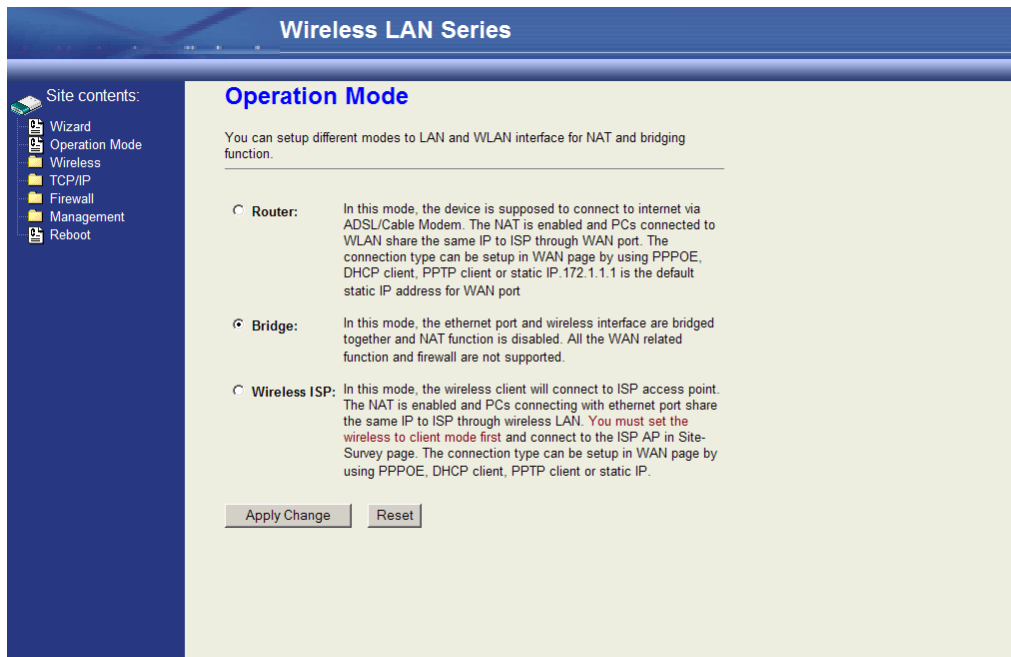 Wireless LAN Series
Site contents:
Wizard
Operation Mode
Wireless
TCP/IP
Firewall
Management
Reboot
Operation Mode
You can setup different modes to LAN and WLAN interface for NAT and bridging
function.
Router:
In this mode, the device is supposed to connect to internet via
ADSL/Cable Modem. The NAT is enabled and PCs connected to
WLAN share the same IP to ISP through WAN port. The
connection type can be setup in WAN page by using PPPOE,
DHCP client, PPTP client or static IP.172.1.1.1 is the default
static IP address for WAN port
Bridge:
In this mode, the ethernet port and wireless interface are bridged
together and NAT function is disabled. All the WAN related
function and firewall are not supported.
Wireless ISP:
In this mode, the wireless client will connect to ISP access point.
The NAT is enabled and PCs connecting with ethernet port share
the same IP to ISP through wireless LAN. You must set the
wireless to client mode first and connect to the ISP AP in Site-
Survey page. The connection type can be setup in WAN page by
using PPPOE, DHCP client, PPTP client or static IP.
Apply Change
Reset